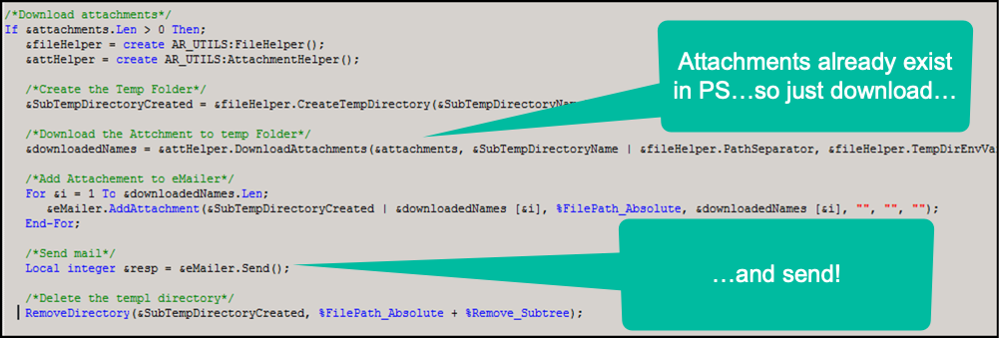 /*Download attachments*/
If &attachments.Len > 0 Then;
&fileHelper = create AR_UTILS:FileHelper();
&attHelper = create AR_UTILS:AttachmentHelper();
/*Create the Temp Folder*/
&SubTempDirectoryCreated = &fileHelper.CreateTempDirectory(&SubTempDirectoryNam
/*Download the Attchment to temp Folder*/
&downloadedNames = &attHelper.DownloadAttachments(&attachments, &SubTempDirectoryName | &fileHelper.PathSeparator, &fileHelper.TempDirEnvVa
/*Add Attachement to eMailer*/
For &i = 1 To &downloadedNames.Len;
&eMailer.AddAttachment(&SubTempDirectoryCreated | &downloadedNames [&i], %FilePath_Absolute, &downloadedNames [&i], "", "", "");
End-For;
/*Send mail*/
Local integer &resp = &eMailer.Send();
/*Delete the templ directory*/
RemoveDirectory(&SubTempDirectoryCreated, %FilePath_Absolute + %Remove_Subtree);
Attachments already exist
in PS…so just download…
…and send!